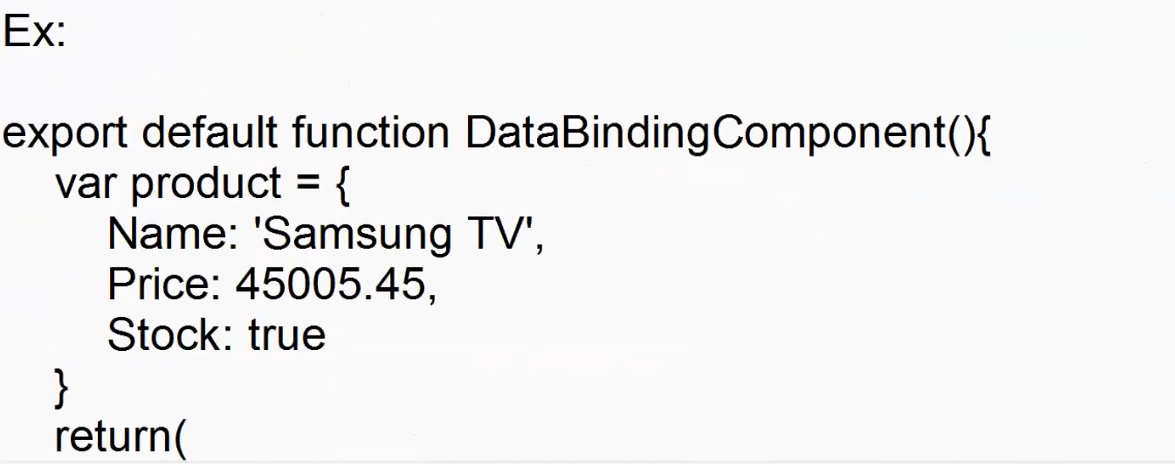 Ex:
export default function DataBindingComponent(){
var product = {
Name: 'Samsung TV',
Price: 45005.45,
Stock: true
}
return(